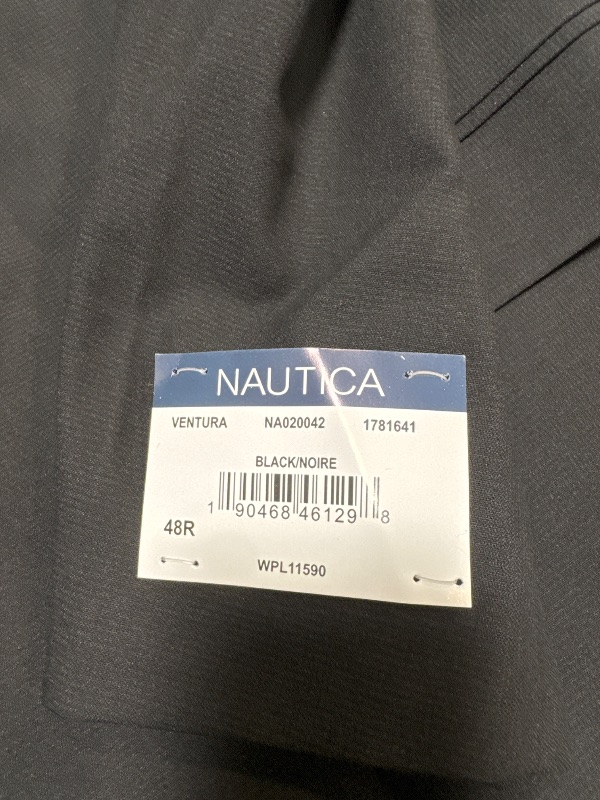 NAUTICA
VENTURA NA020042 1781641
BLACK/NOIRE
1 90468 46129 8
48R
WPL11590